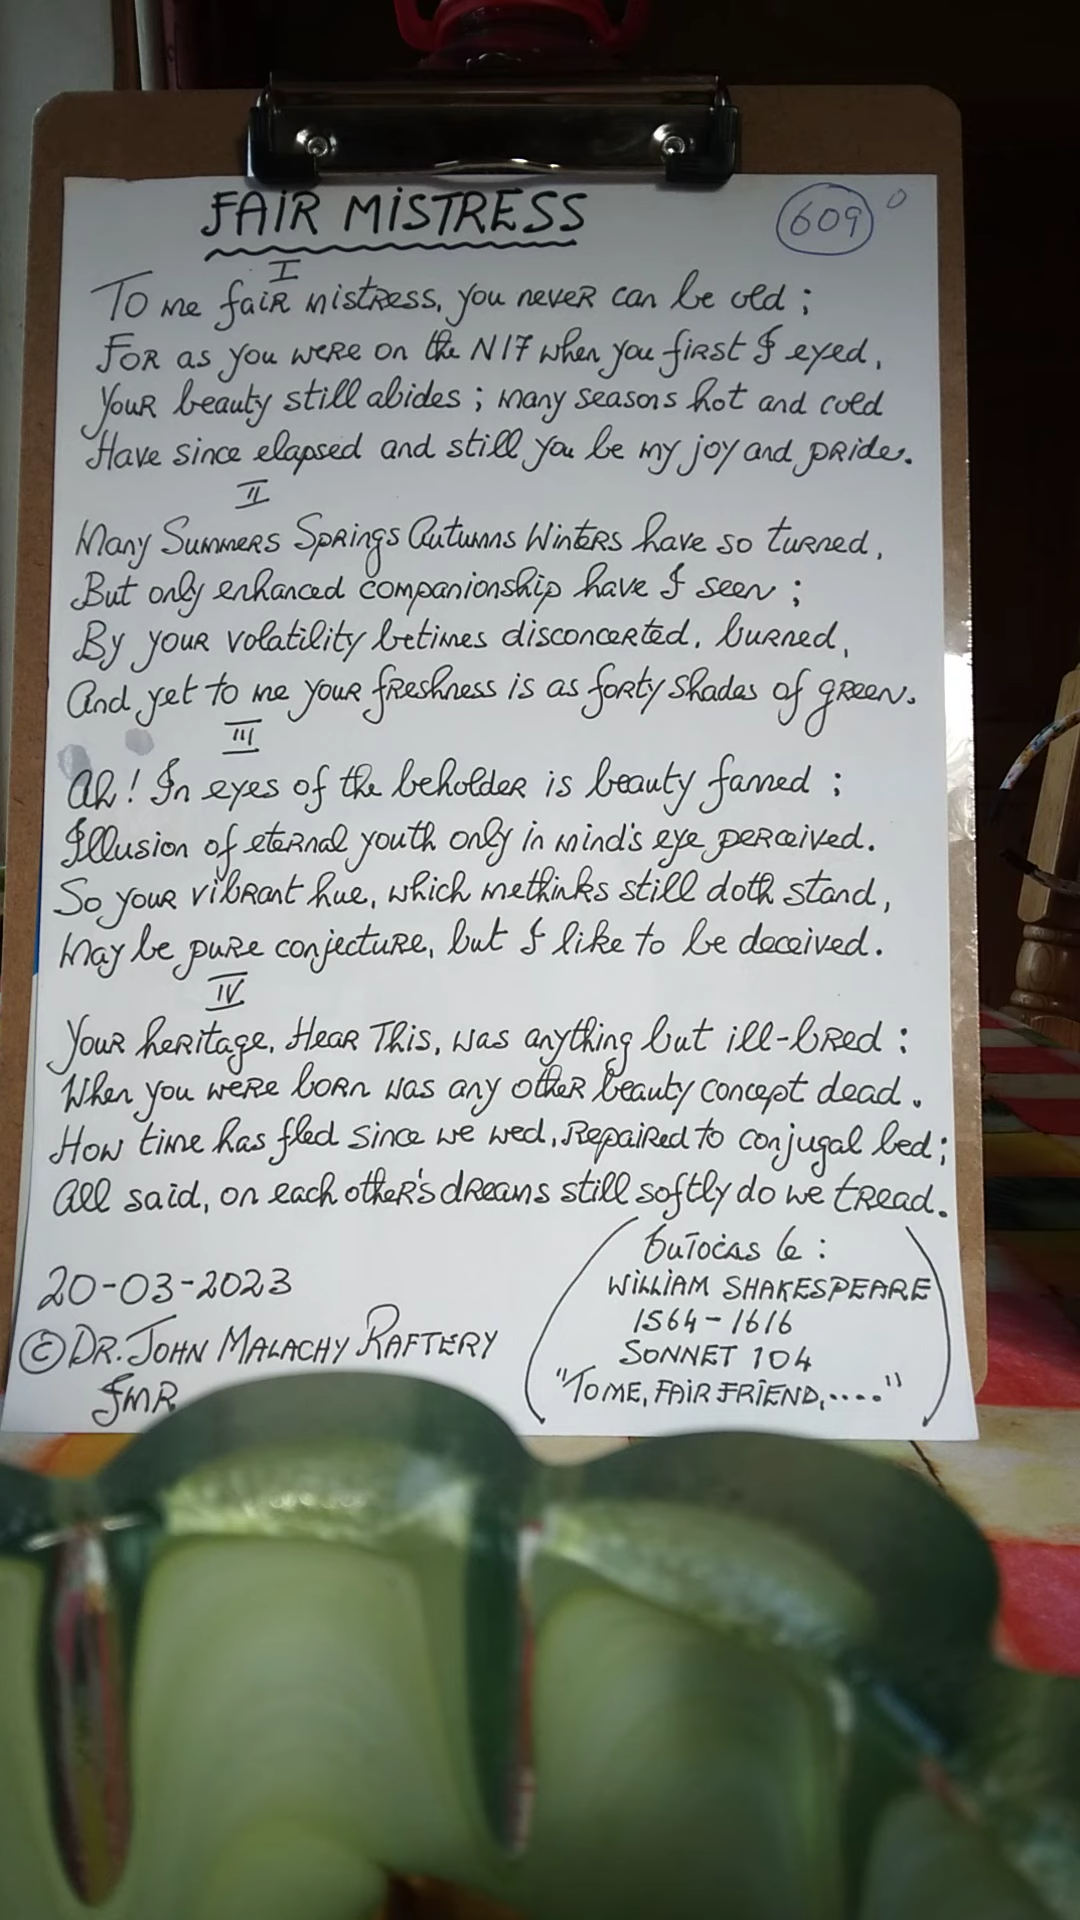 FAIR MISTRESS
609
I
To me fair mistress, you never can be old;
For as you were on the N17 when you first I eyed,
Your beauty still abides; many seasons hot and cold
Have since elapsed and still you be my joy and pride.
II
Many Summers Springs Autumns Winters have so turned,
But only enhanced companionship have I seen;
By your volatility betimes disconcerted, burned,
And yet to me your freshness is as forty shades of green.
III
Ah! In eyes of the beholder is beauty fanned;
Illusion of eternal youth only in mind's eye perceived.
So your vibrant hue, which methinks still doth stand,
May be pure conjecture, but I like to be deceived.
IV
Your heritage, Hear This, was anything but ill-bred:
When you were born was any other beauty concept dead.
How time has fled since we wed, Repaired to conjugal bed;
All said, on each other's dreams still softly do we tread.
20-03-2023
© DR. JOHN MALACHY RAFTERY
JMR
(buíochas le:
WILLIAM SHAKESPEARE
1564-1616
SONNET 104
"TO ME, FAIR FRIEND, ....")